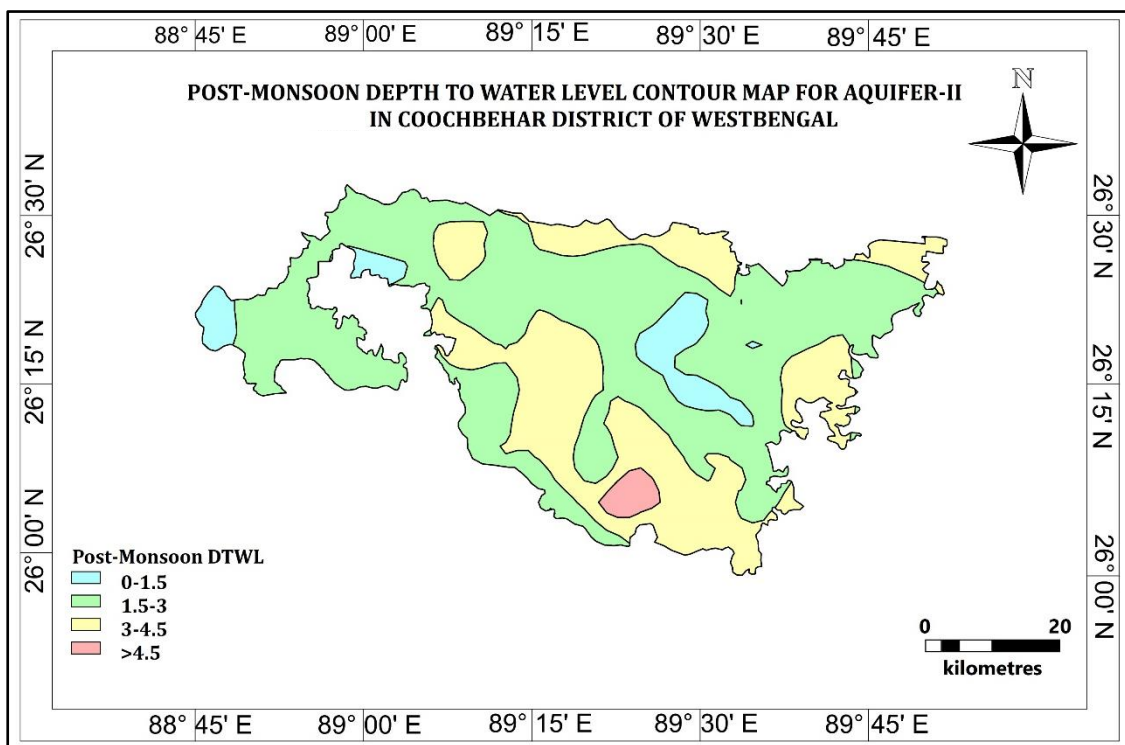 88° 45' E 89° 00' E 89° 15' E 89° 30' E 89° 45' E
POST-MONSOON DEPTH TO WATER LEVEL CONTOUR MAP FOR AQUIFER-II
IN COOCHBEHAR DISTRICT OF WESTBENGAL
N
26° 30' N
26° 15' N
26° 00' N
26° 30' N
26° 15' N
26° 00' N
Post-Monsoon DTWL
0-1.5
1.5-3
3-4.5
>4.5
0 20
kilometres
88° 45' E 89° 00' E 89° 15' E 89° 30' E 89° 45' E